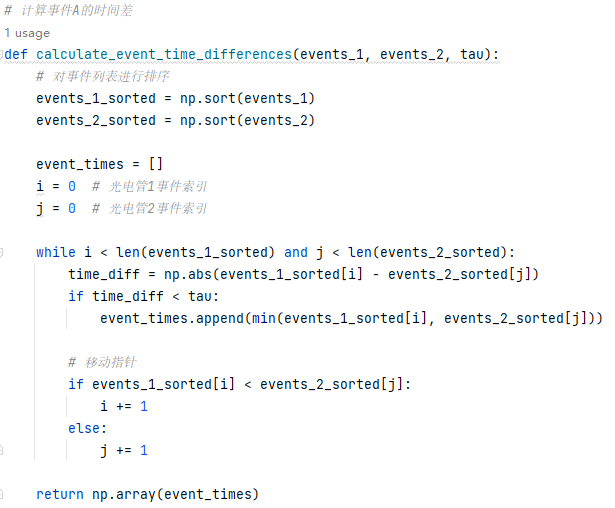 # 计算事件A的时间差
1 usage
def calculate_event_time_differences(events_1, events_2, tau):
    # 对事件列表进行排序
    events_1_sorted = np.sort(events_1)
    events_2_sorted = np.sort(events_2)

    event_times = []
    i = 0  # 光电管1事件索引
    j = 0  # 光电管2事件索引

    while i < len(events_1_sorted) and j < len(events_2_sorted):
        time_diff = np.abs(events_1_sorted[i] - events_2_sorted[j])
        if time_diff < tau:
            event_times.append(min(events_1_sorted[i], events_2_sorted[j]))

        # 移动指针
        if events_1_sorted[i] < events_2_sorted[j]:
            i += 1
        else:
            j += 1

    return np.array(event_times)